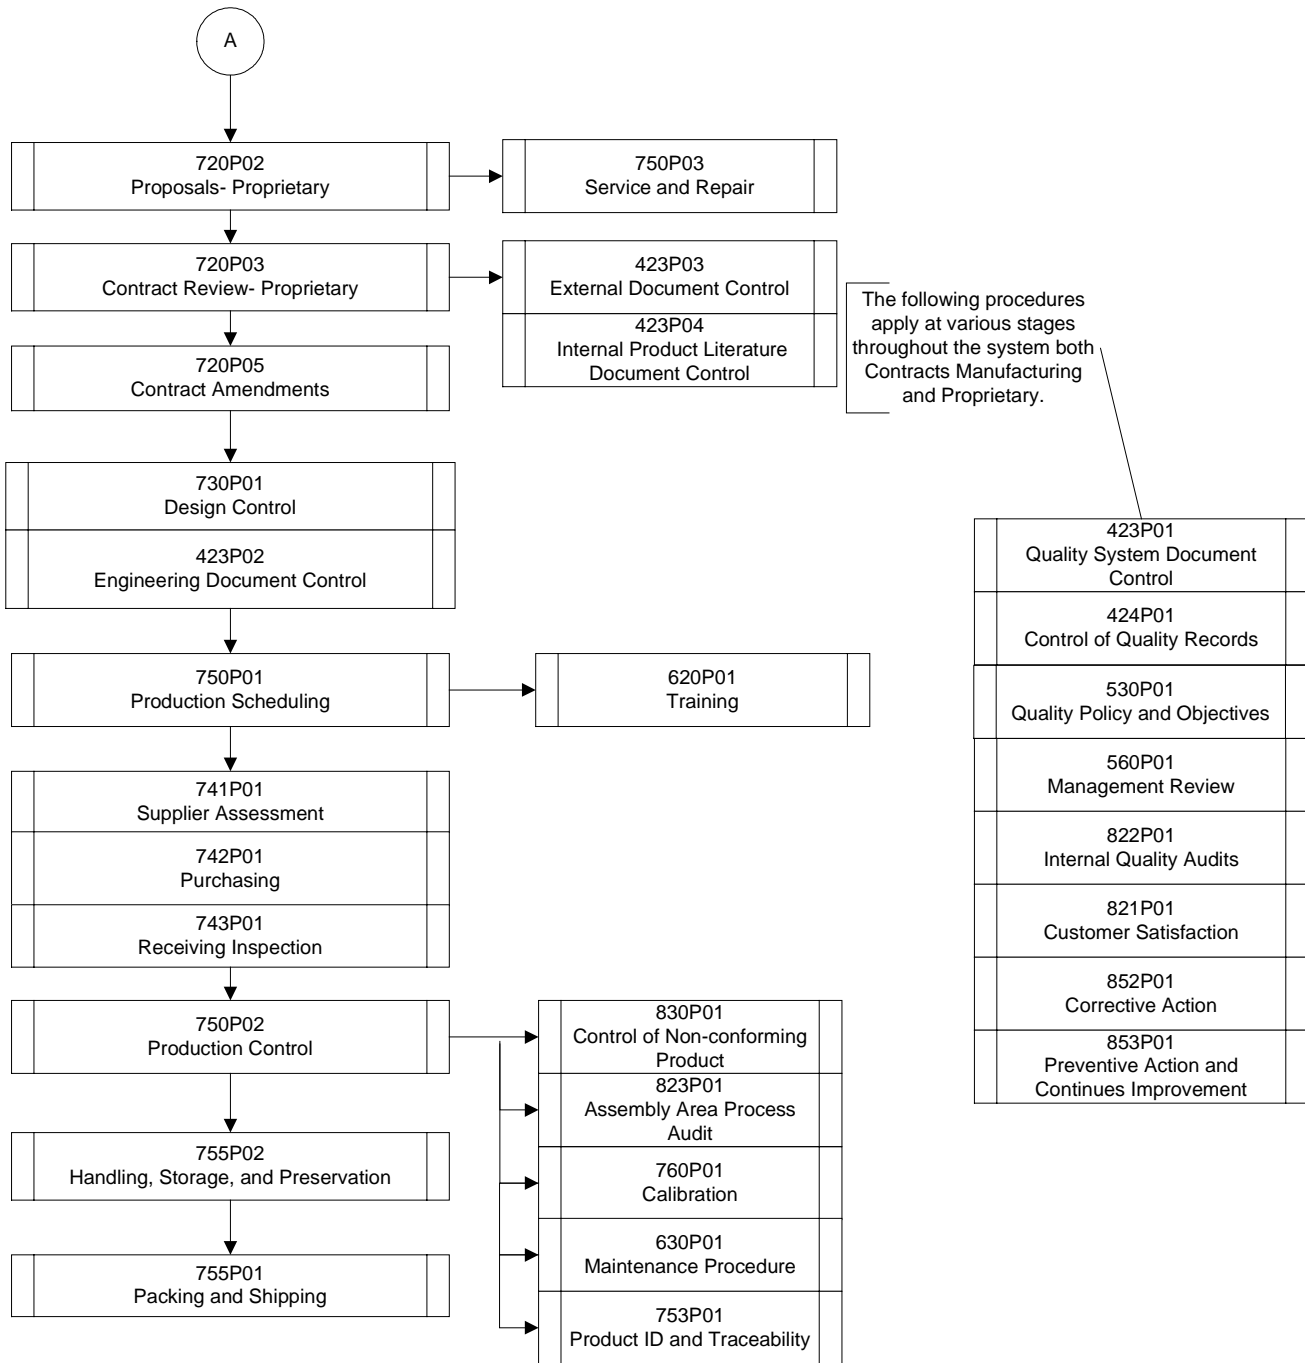 A
720P02
Proposals- Proprietary
750P03
Service and Repair
720P03
Contract Review- Proprietary
423P03
External Document Control
423P04
Internal Product Literature
Document Control
The following procedures
apply at various stages
throughout the system both
Contracts Manufacturing
and Proprietary.
720P05
Contract Amendments
730P01
Design Control
423P02
Engineering Document Control
750P01
Production Scheduling
620P01
Training
741P01
Supplier Assessment
742P01
Purchasing
743P01
Receiving Inspection
750P02
Production Control
755P02
Handling, Storage, and Preservation
755P01
Packing and Shipping
830P01
Control of Non-conforming
Product
823P01
Assembly Area Process
Audit
760P01
Calibration
630P01
Maintenance Procedure
753P01
Product ID and Traceability
423P01
Quality System Document
Control
424P01
Control of Quality Records
530P01
Quality Policy and Objectives
560P01
Management Review
822P01
Internal Quality Audits
821P01
Customer Satisfaction
852P01
Corrective Action
853P01
Preventive Action and
Continues Improvement